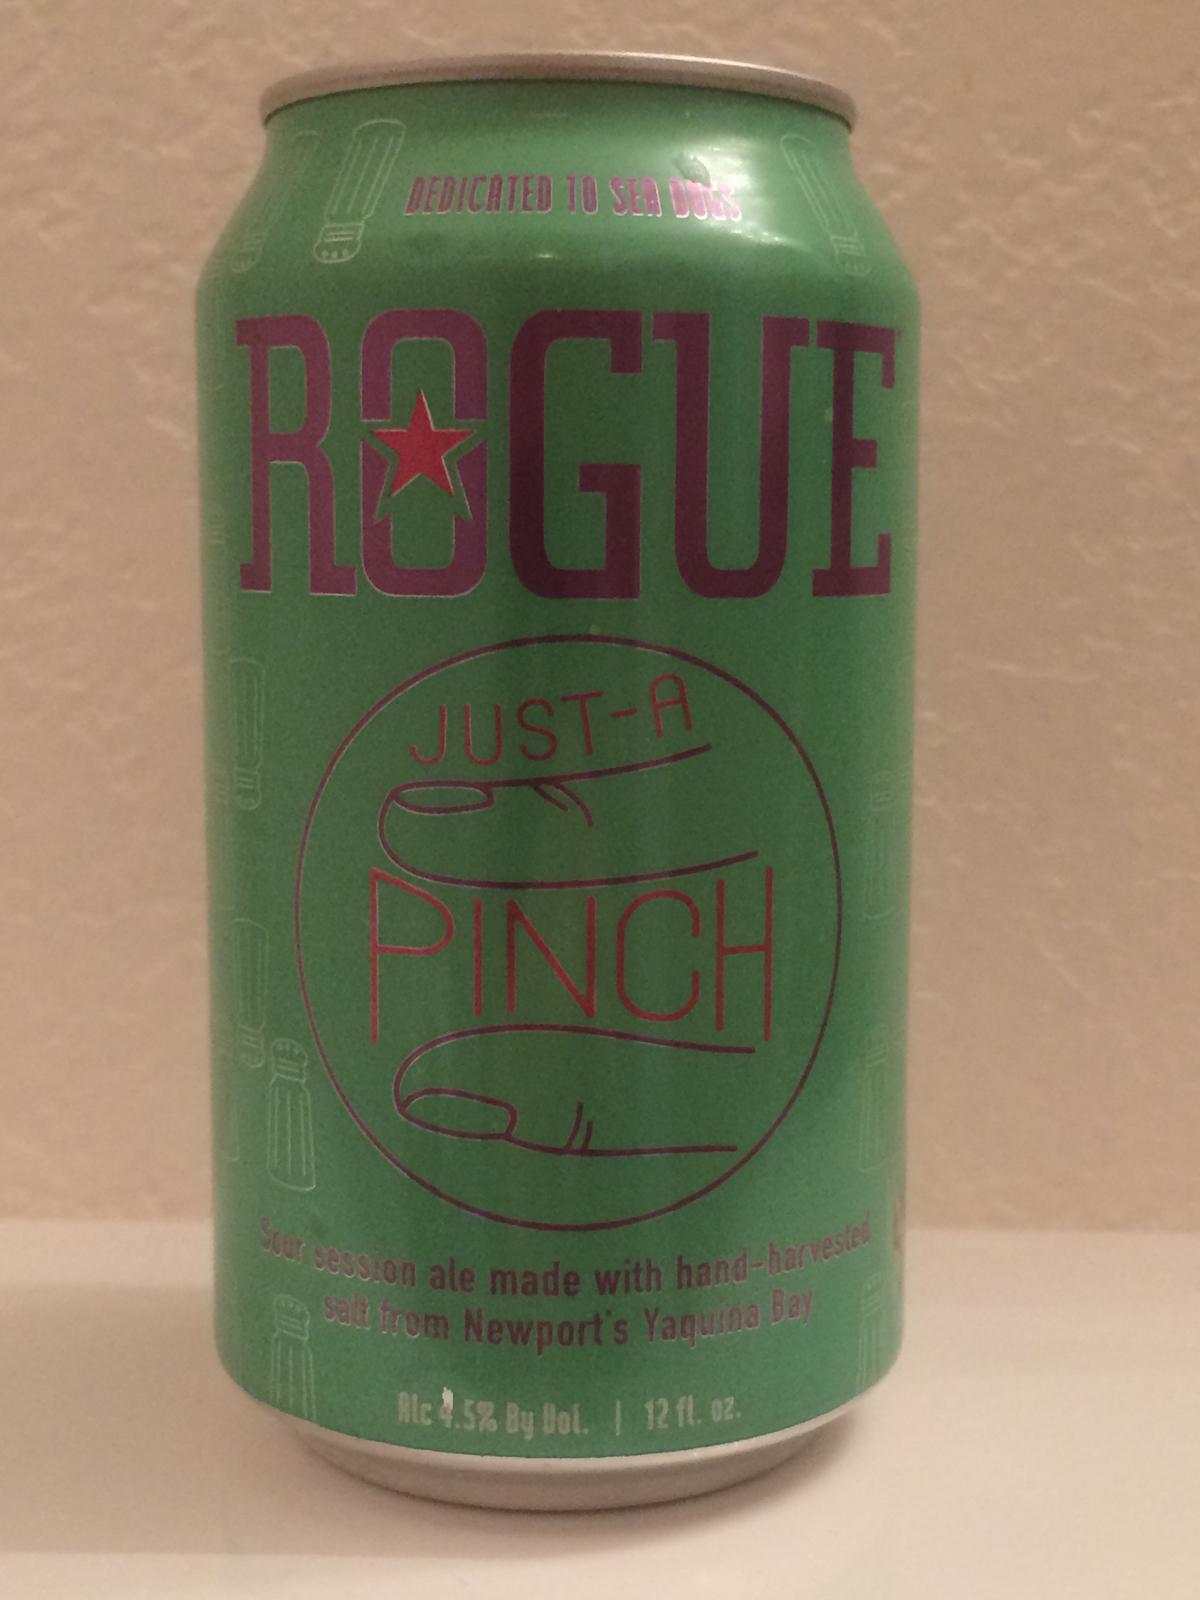 DEDICATED TO SEA DOGS
ROGUE
JUST-A
PINCH
Sour session ale made with hand-harvested
salt from Newport's Yaquina Bay
Alc 4.5% By Vol. | 12 fl. oz.